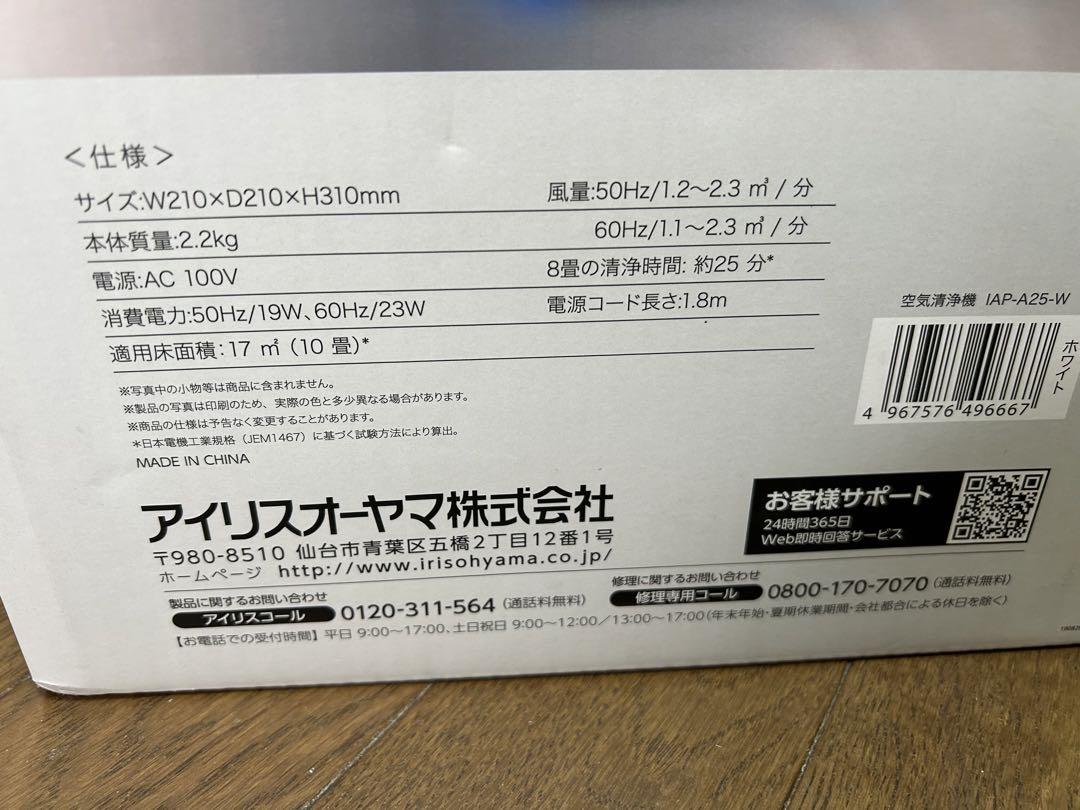 ＜仕様＞
サイズ:W210×D210×H310mm
本体質量:2.2kg
電源:AC 100V
消費電力:50Hz/19W、60Hz/23W
適用床面積：17 ㎡（10 畳）*
風量:50Hz/1.2～2.3 ㎥ / 分
60Hz/1.1～2.3 ㎥ / 分
8畳の清浄時間: 約25 分*
電源コード長さ:1.8m
※写真中の小物等は商品に含まれません。
※製品の写真は印刷のため、実際の色と多少異なる場合があります。
※商品の仕様は予告なく変更することがあります。
*日本電機工業規格（JEM1467）に基づく試験方法により算出。
MADE IN CHINA
空気清浄機 IAP-A25-W
ホワイト
4 967576 496667
アイリスオーヤマ株式会社
〒980-8510 仙台市青葉区五橋2丁目12番1号
ホームページ http://www.irisohyama.co.jp/
お客様サポート
24時間365日
Web即時回答サービス
製品に関するお問い合わせ
アイリスコール 0120-311-564（通話料無料）
修理に関するお問い合わせ
修理専用コール 0800-170-7070（通話料無料）
【お電話での受付時間】平日 9:00～17:00、土日祝日 9:00～12:00／13:00～17:00（年末年始・夏期休業期間・会社都合による休日を除く）